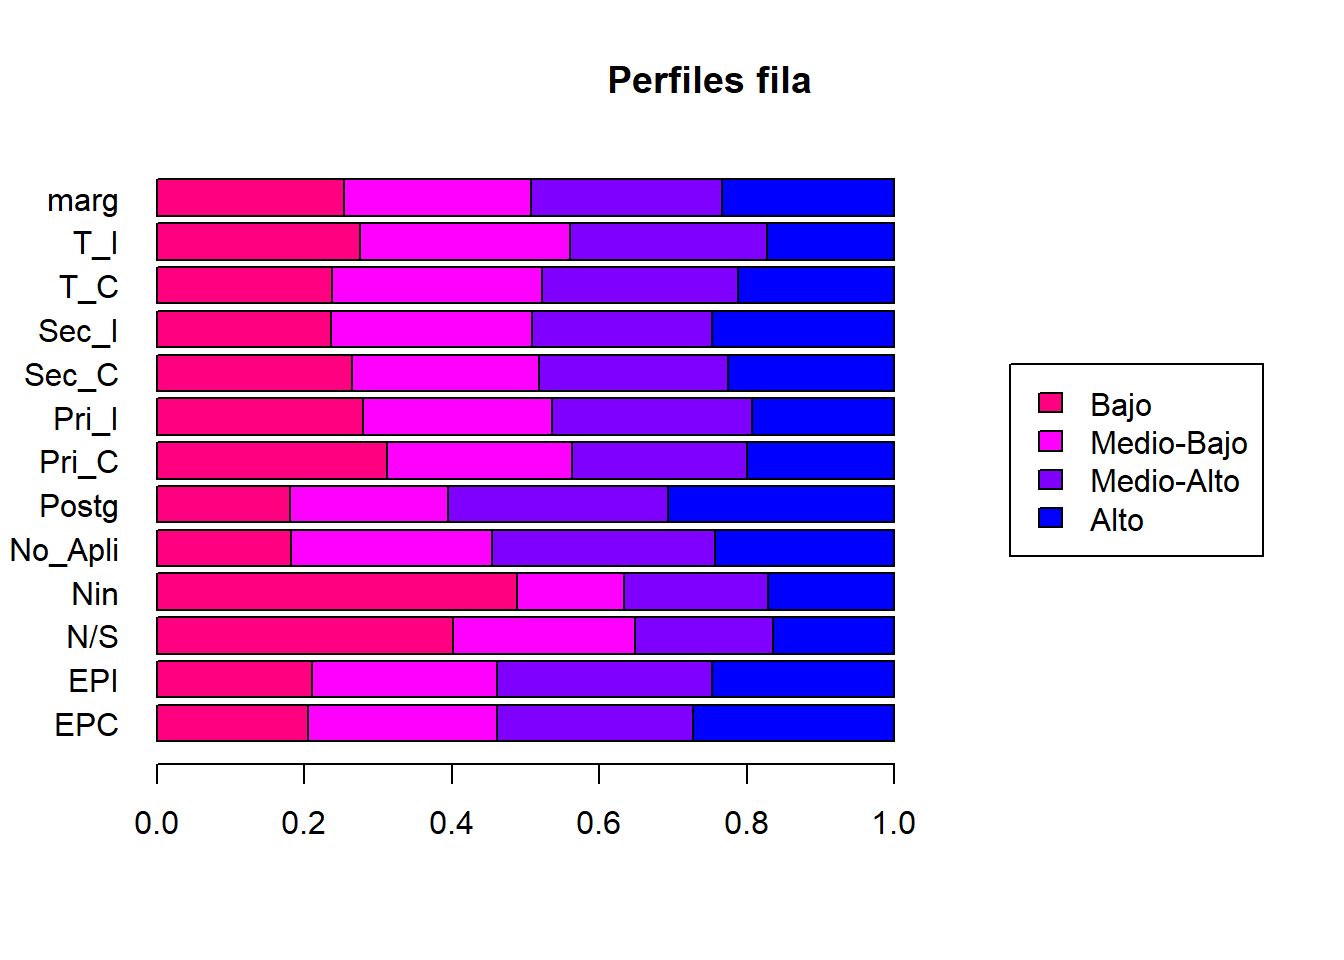 Perfiles fila
marg
T_I
T_C
Sec_I
Sec_C
Pri_I
Pri_C
Postg
No_Apli
Nin
N/S
EPI
EPC
0.0 0.2 0.4 0.6 0.8 1.0
Bajo
Medio-Bajo
Medio-Alto
Alto